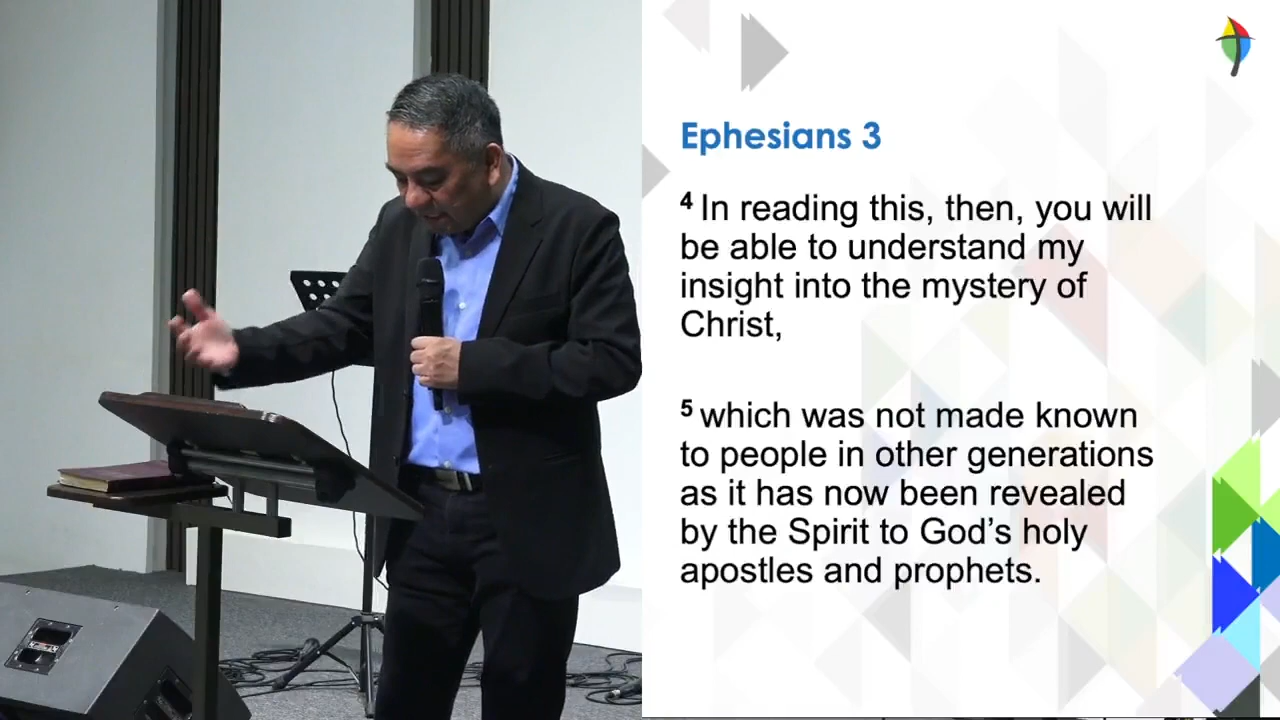 Ephesians 3
4 In reading this, then, you will
be able to understand my
insight into the mystery of
Christ,
5 which was not made known
to people in other generations
as it has now been revealed
by the Spirit to God’s holy
apostles and prophets.